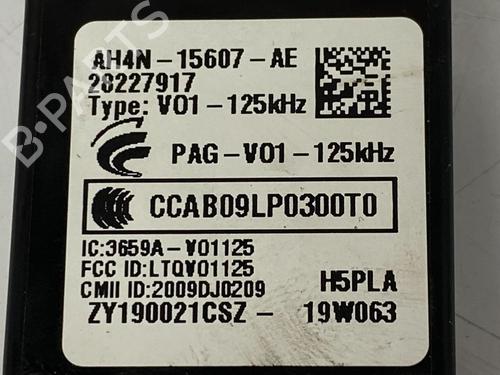 B-PARTS
AH4N-15607-AE
28227917
Type: V01-125kHz
PAG-V01-125kHz
CCAB09LP0300T0
IC:3659A-V01125
FCC ID:LTQV01125
CMII ID:2009DJ0209
H5PLA
ZY190021CSZ - 19W063